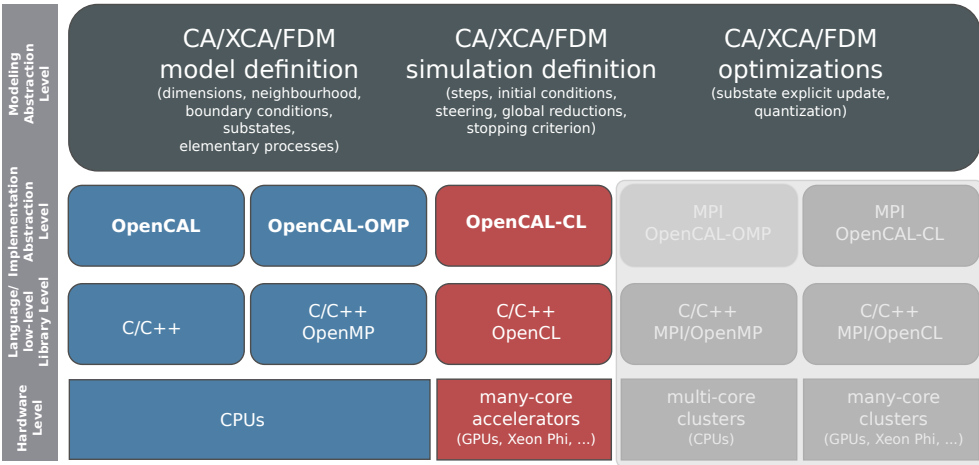 Modeling
Abstraction
Level
CA/XCA/FDM
model definition
(dimensions, neighbourhood,
boundary conditions,
substates,
elementary processes)
CA/XCA/FDM
simulation definition
(steps, initial conditions,
steering, global reductions,
stopping criterion)
CA/XCA/FDM
optimizations
(substate explicit update,
quantization)
Implementation
Abstraction
Level
OpenCAL
OpenCAL-OMP
OpenCAL-CL
MPI
OpenCAL-OMP
MPI
OpenCAL-CL
Language/
low-level
Library Level
C/C++
C/C++
OpenMP
C/C++
OpenCL
C/C++
MPI/OpenMP
C/C++
MPI/OpenCL
Hardware
Level
CPUs
many-core
accelerators
(GPUs, Xeon Phi, ...)
multi-core
clusters
(CPUs)
many-core
clusters
(GPUs, Xeon Phi, ...)